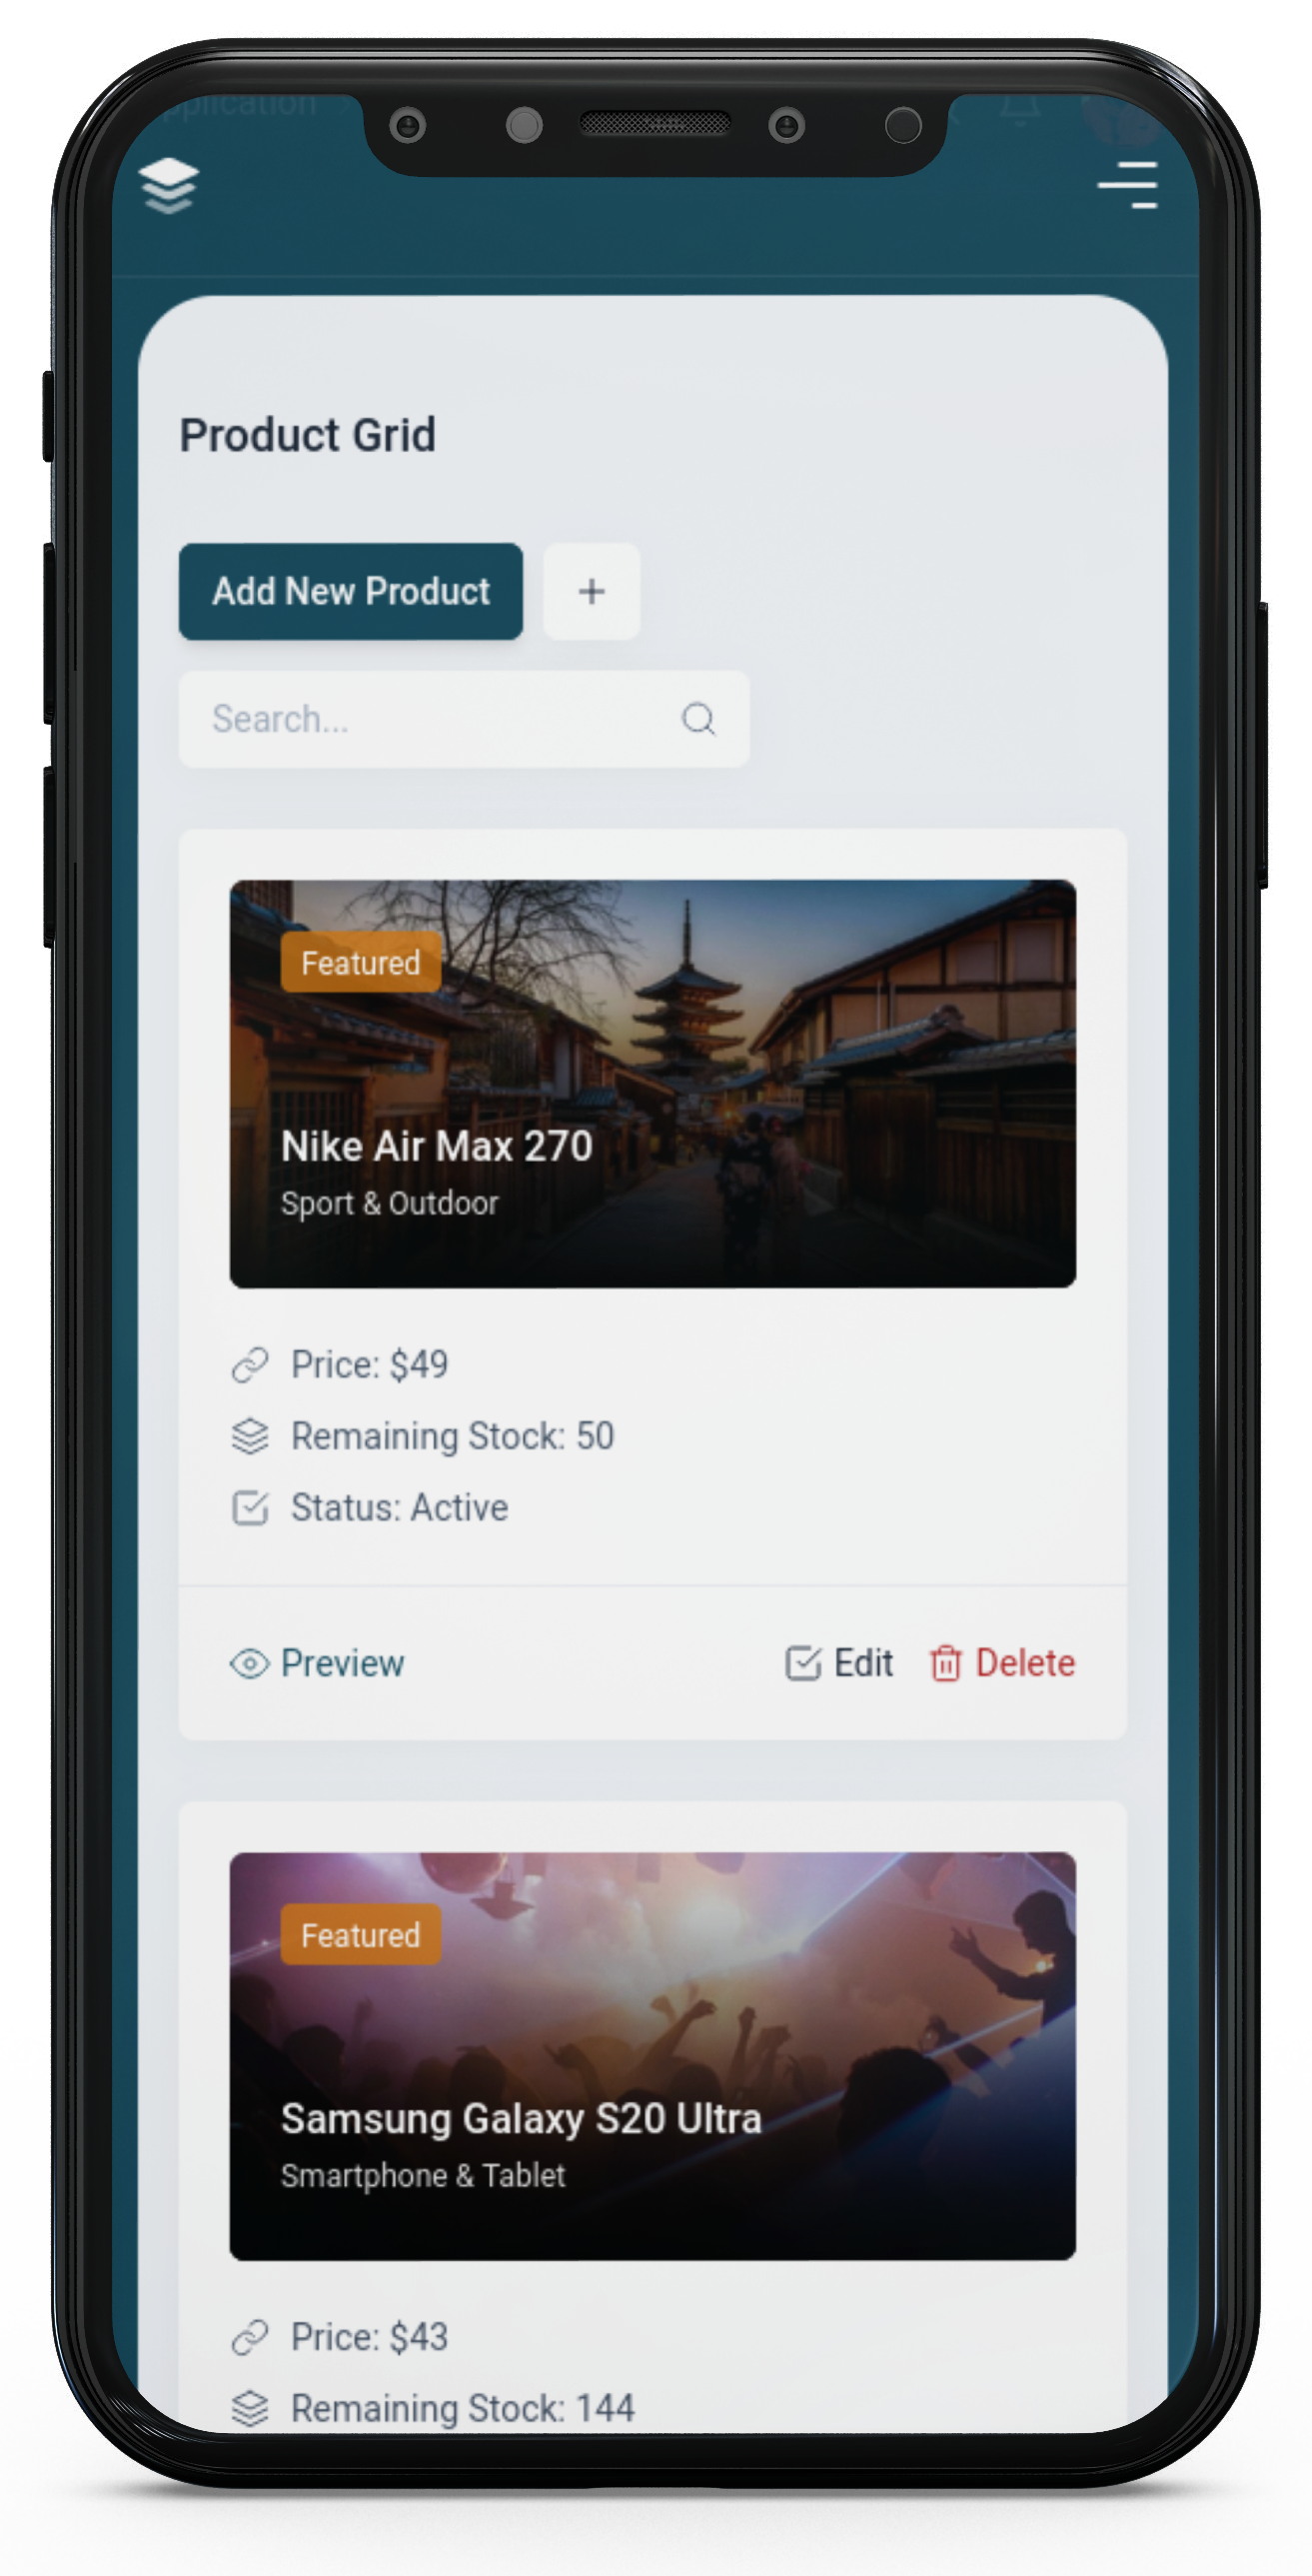 Product Grid
Add New Product +
Search...
Featured
Nike Air Max 270
Sport & Outdoor
Price: $49
Remaining Stock: 50
Status: Active
Preview Edit Delete
Featured
Samsung Galaxy S20 Ultra
Smartphone & Tablet
Price: $43
Remaining Stock: 144